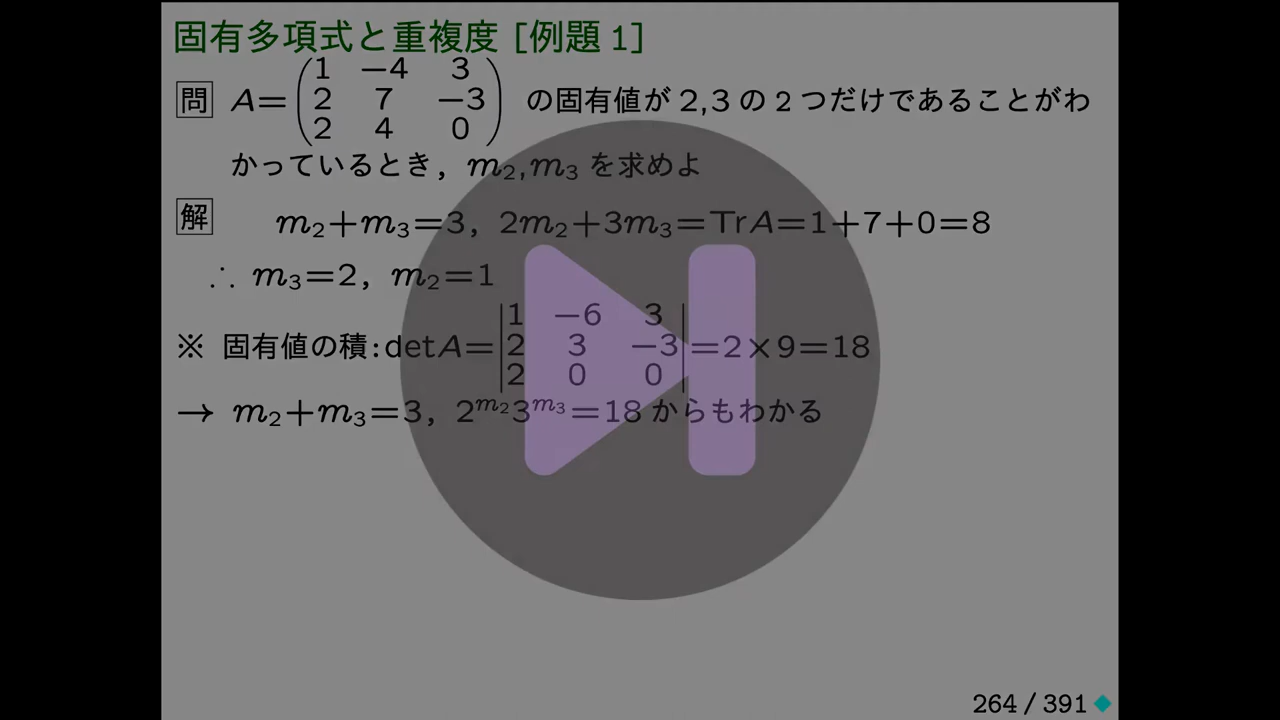 固有多項式と重複度 [例題 1]
問 A=(1 −4 3
2 7 −3
2 4 0) の固有値が 2,3 の 2 つだけであることがわ
かっているとき, m₂,m₃ を求めよ
解 m₂+m₃=3, 2m₂+3m₃=TrA=1+7+0=8
∴ m₃=2, m₂=1
※ 固有値の積:detA=|1 −6 3
2 3 −3
2 0 0|=2×9=18
→ m₂+m₃=3, 2^{m₂}3^{m₃}=18 からもわかる
264 / 391